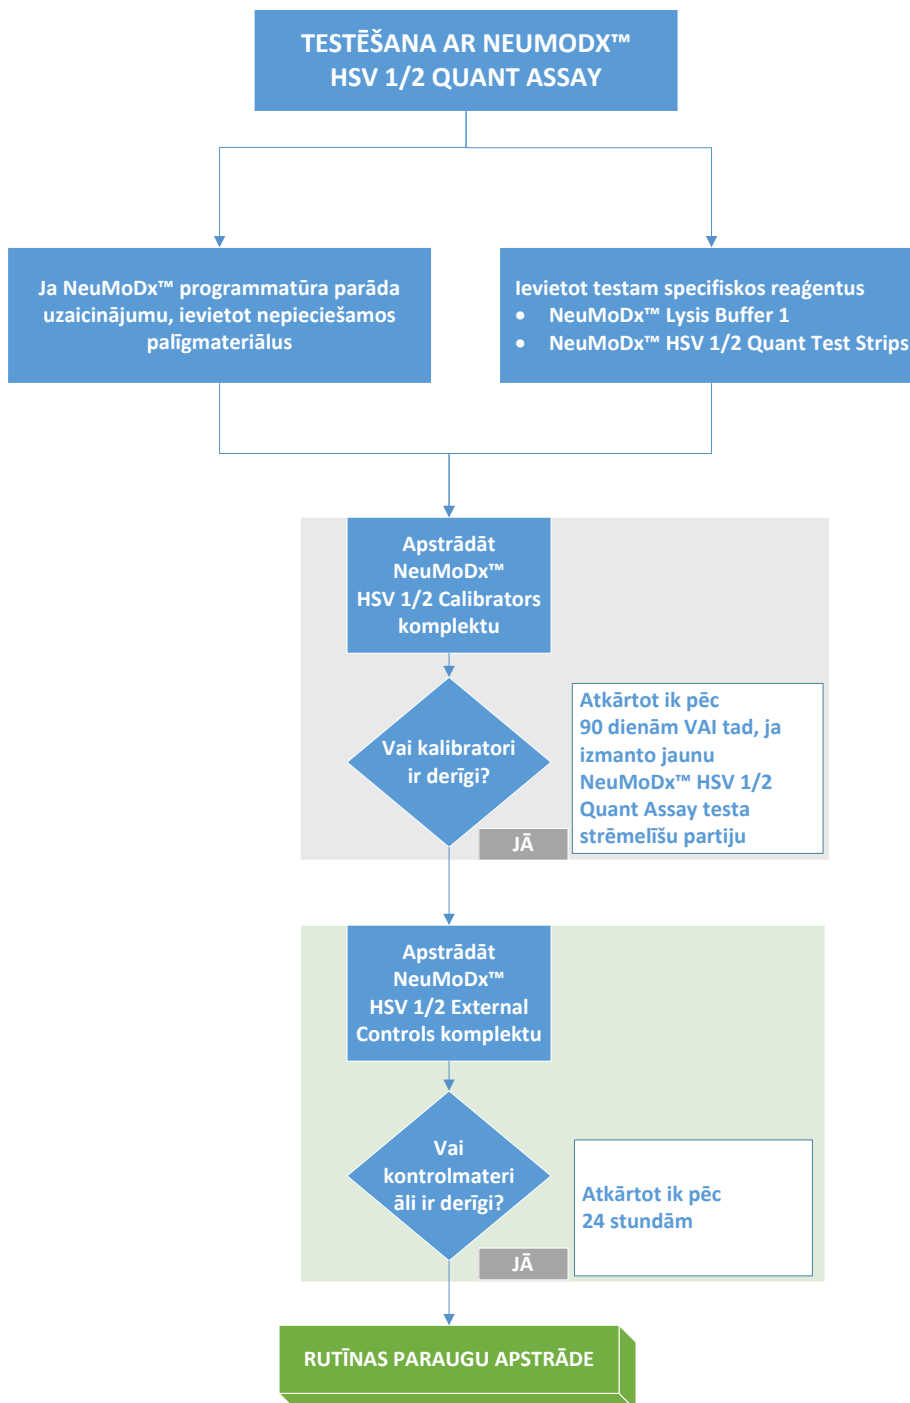 TESTĒŠANA AR NEUMODX™
HSV 1/2 QUANT ASSAY
Ja NeuMoDx™ programmatūra parāda
uzaicinājumu, ievietot nepieciešamos
palīgmateriālus
Ievietot testam specifiskos reaģentus
• NeuMoDx™ Lysis Buffer 1
• NeuMoDx™ HSV 1/2 Quant Test Strips
Apstrādāt
NeuMoDx™
HSV 1/2 Calibrators
komplektu
Vai kalibratori
ir derīgi?
Atkārtot ik pēc
90 dienām VAI tad, ja
izmanto jaunu
NeuMoDx™ HSV 1/2
Quant Assay testa
strēmelīšu partiju
JĀ
Apstrādāt
NeuMoDx™
HSV 1/2 External
Controls komplektu
Vai
kontrolmateri
āli ir derīgi?
Atkārtot ik pēc
24 stundām
JĀ
RUTĪNAS PARAUGU APSTRĀDE